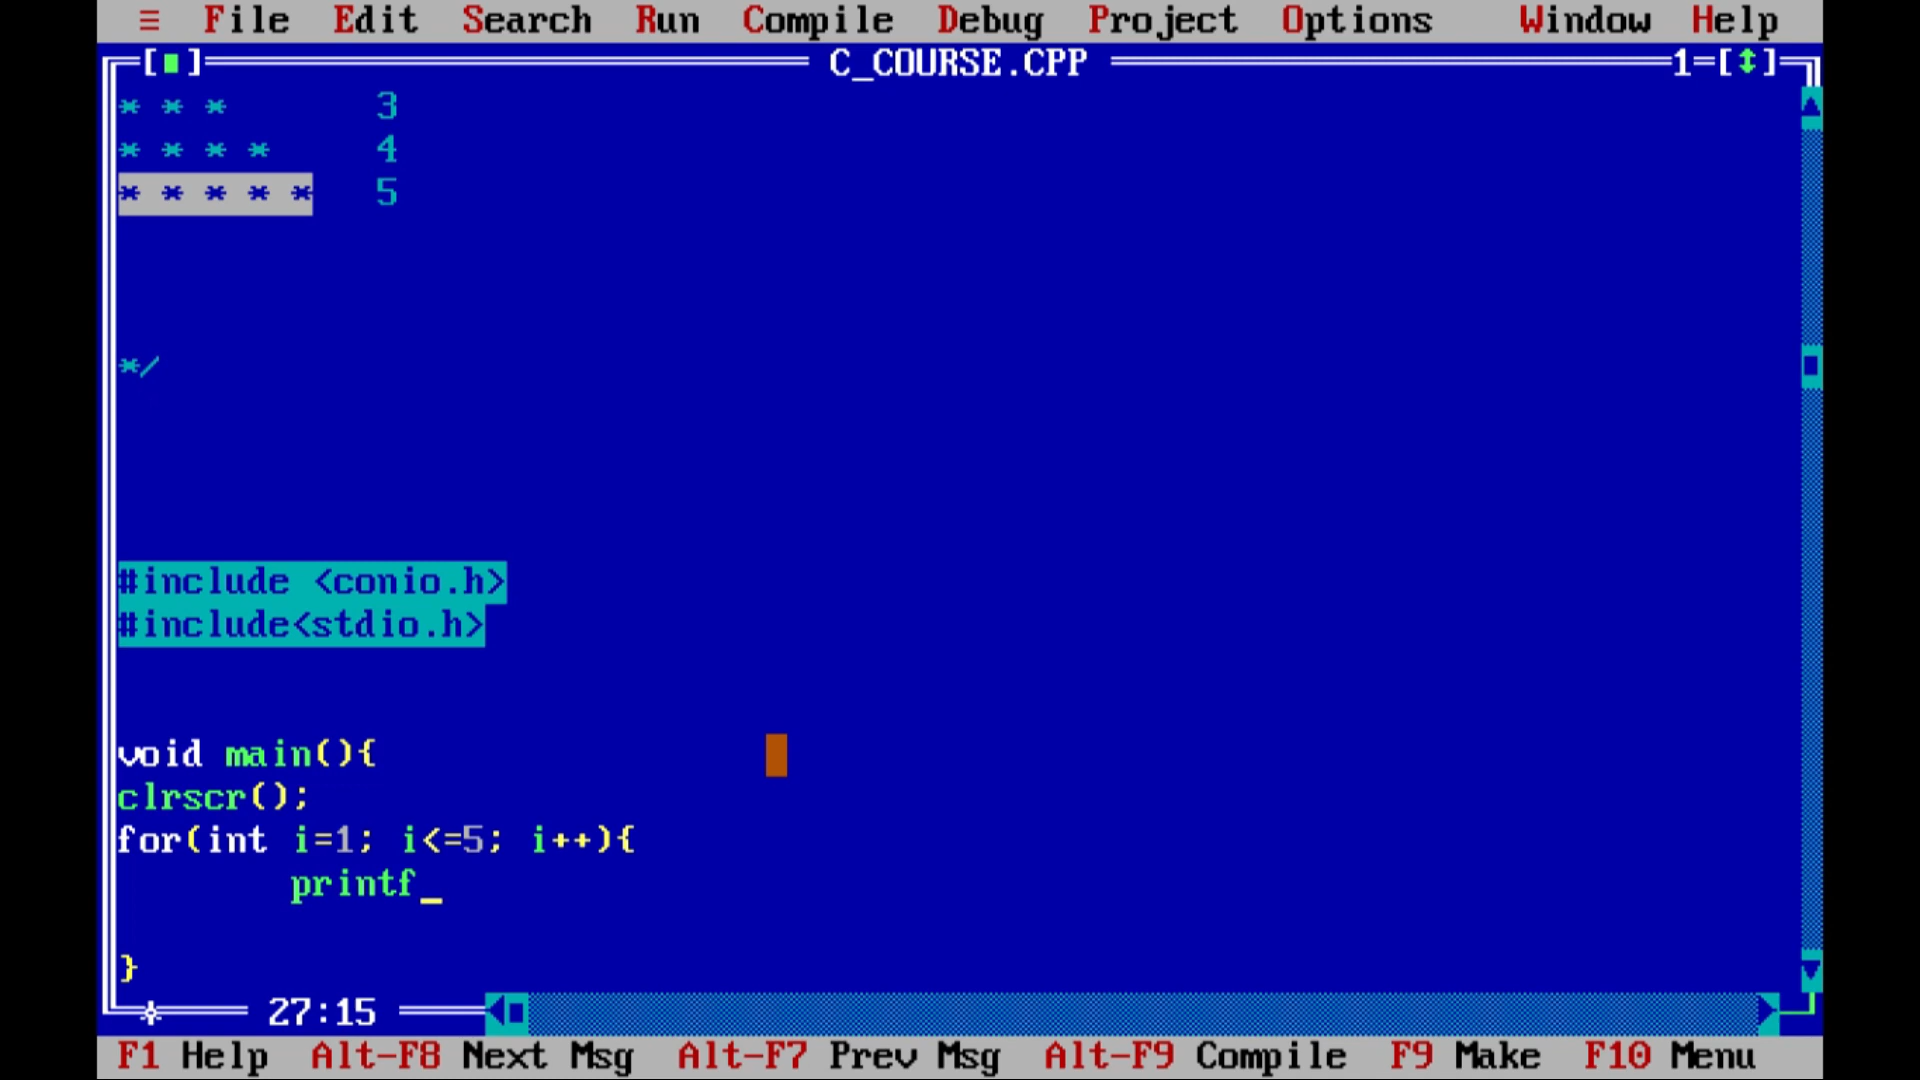 ≡ File Edit Search Run Compile Debug Project Options Window Help
[■] C_COURSE.CPP 1=[↕]
* * * 3
* * * * 4
* * * * * 5
*/
#include <conio.h>
#include<stdio.h>
void main(){
clrscr();
for(int i=1; i<=5; i++){
printf_
}
27:15
F1 Help Alt-F8 Next Msg Alt-F7 Prev Msg Alt-F9 Compile F9 Make F10 Menu